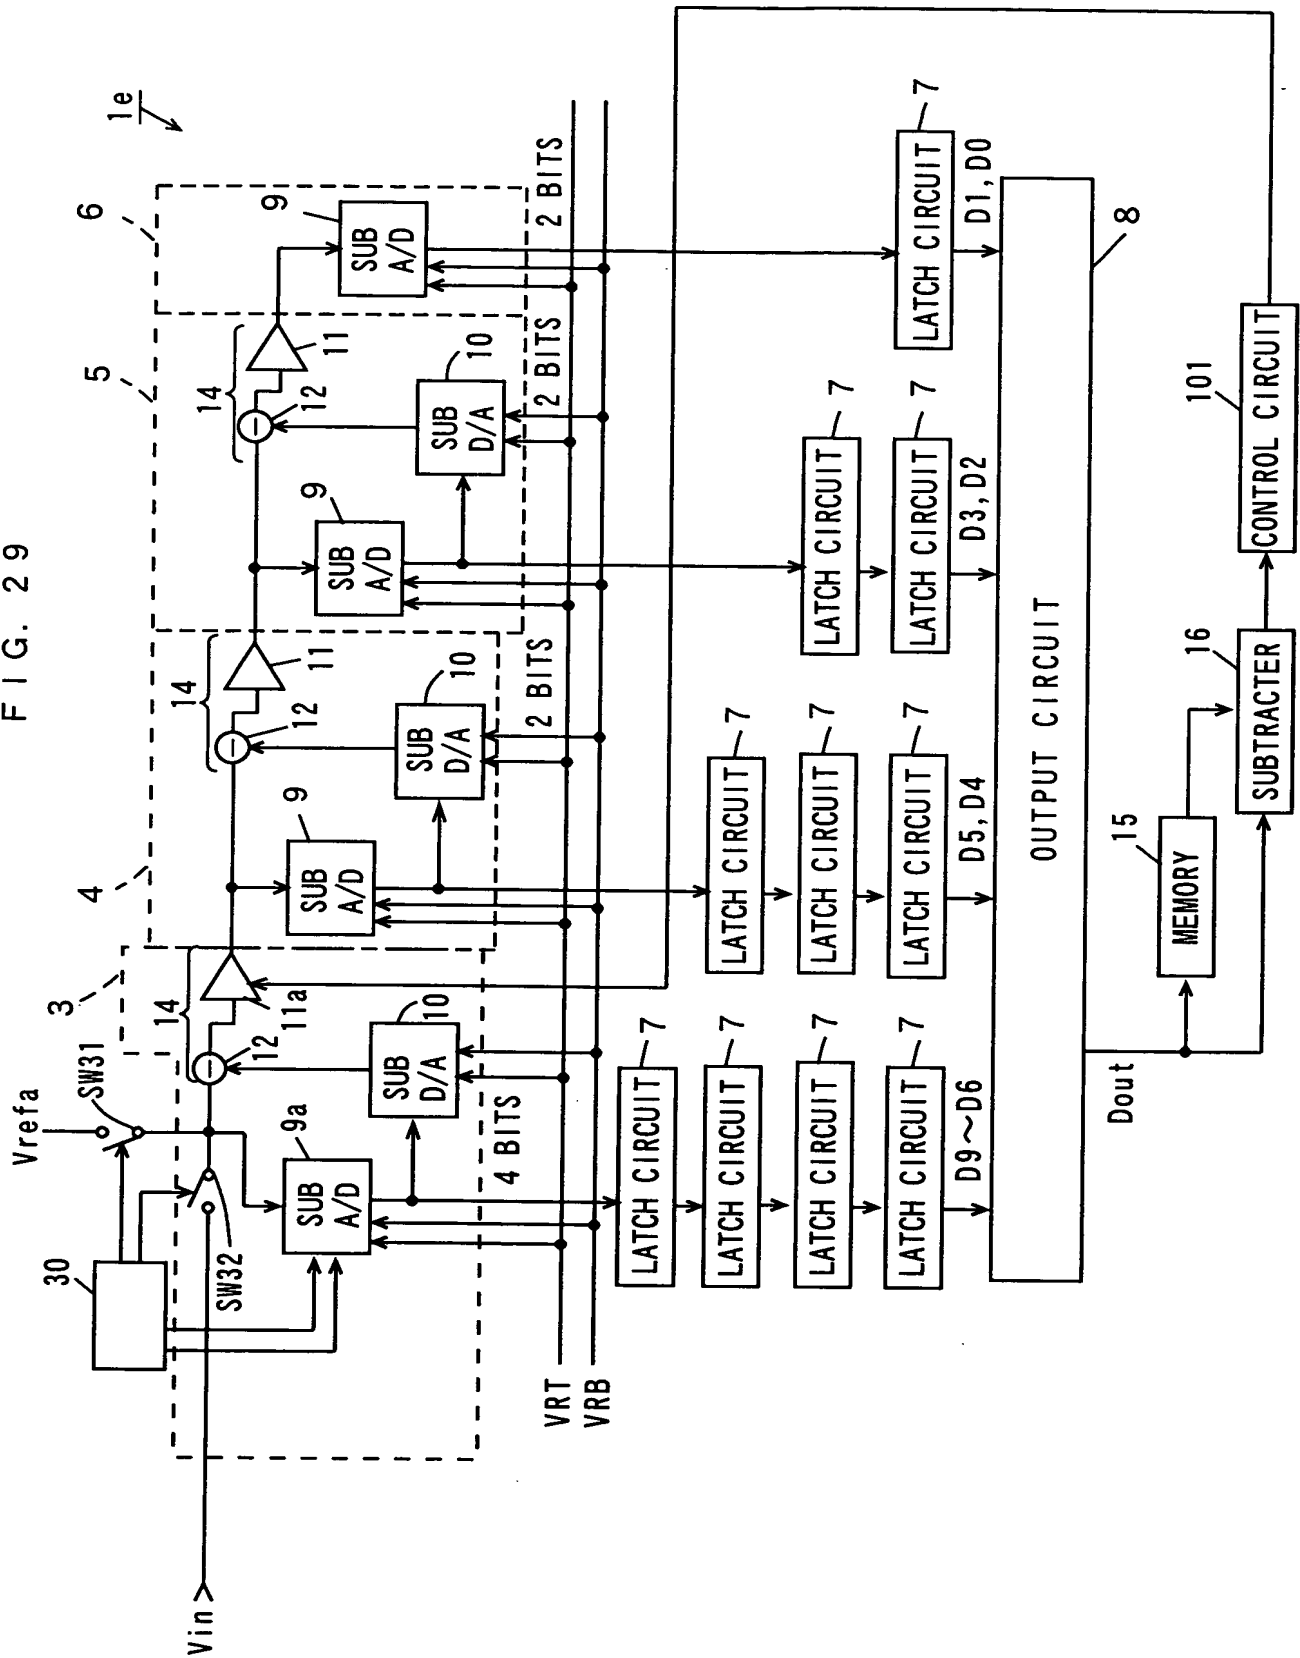 FIG. 29
1e
Vin
Vrefa
30
SW31
SW32
3
4
5
6
14
12
11a
14
12
11
14
12
11
9a
SUB A/D
10
SUB D/A
9
SUB A/D
10
SUB D/A
9
SUB A/D
10
SUB D/A
9
SUB A/D
4 BITS
2 BITS
2 BITS
2 BITS
VRT
VRB
7
LATCH CIRCUIT
7
LATCH CIRCUIT
7
LATCH CIRCUIT
7
LATCH CIRCUIT
7
LATCH CIRCUIT
7
LATCH CIRCUIT
7
LATCH CIRCUIT
7
LATCH CIRCUIT
7
LATCH CIRCUIT
7
LATCH CIRCUIT
D9~D6
D5, D4
D3, D2
D1, D0
OUTPUT CIRCUIT
8
Dout
15
MEMORY
16
SUBTRACTER
101
CONTROL CIRCUIT